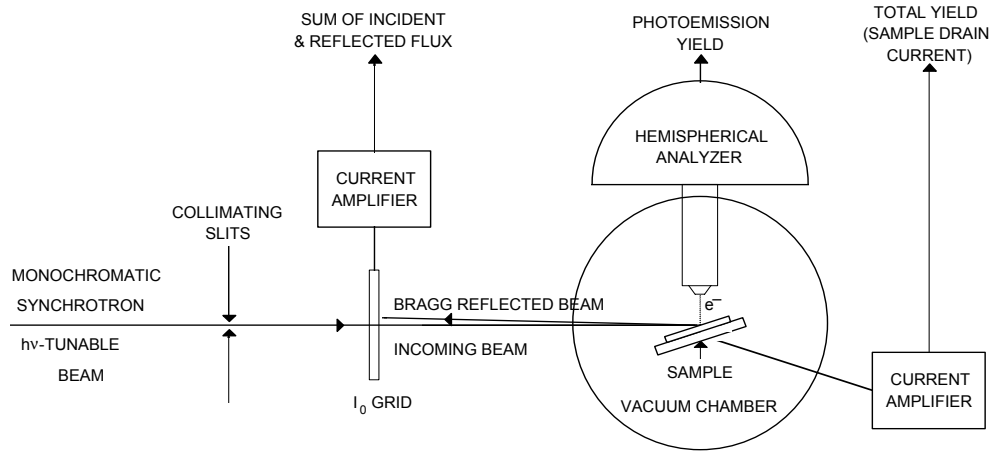 SUM OF INCIDENT
& REFLECTED FLUX
PHOTOEMISSION
YIELD
TOTAL YIELD
(SAMPLE DRAIN
CURRENT)
HEMISPHERICAL
ANALYZER
CURRENT
AMPLIFIER
COLLIMATING
SLITS
MONOCHROMATIC
SYNCHROTRON
hν-TUNABLE
BEAM
BRAGG REFLECTED BEAM
INCOMING BEAM
I₀ GRID
e⁻
SAMPLE
VACUUM CHAMBER
CURRENT
AMPLIFIER